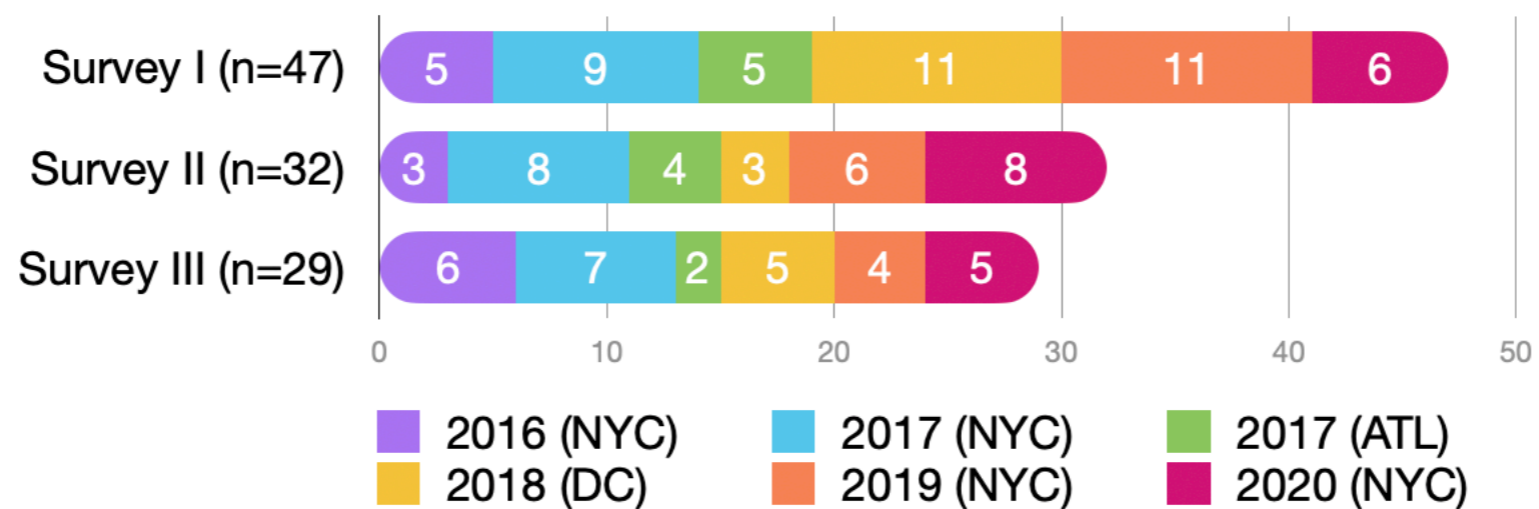 Survey I (n=47) 5 9 5 11 11 6
Survey II (n=32) 3 8 4 3 6 8
Survey III (n=29) 6 7 2 5 4 5
0 10 20 30 40 50
2016 (NYC) 2017 (NYC) 2017 (ATL)
2018 (DC) 2019 (NYC) 2020 (NYC)